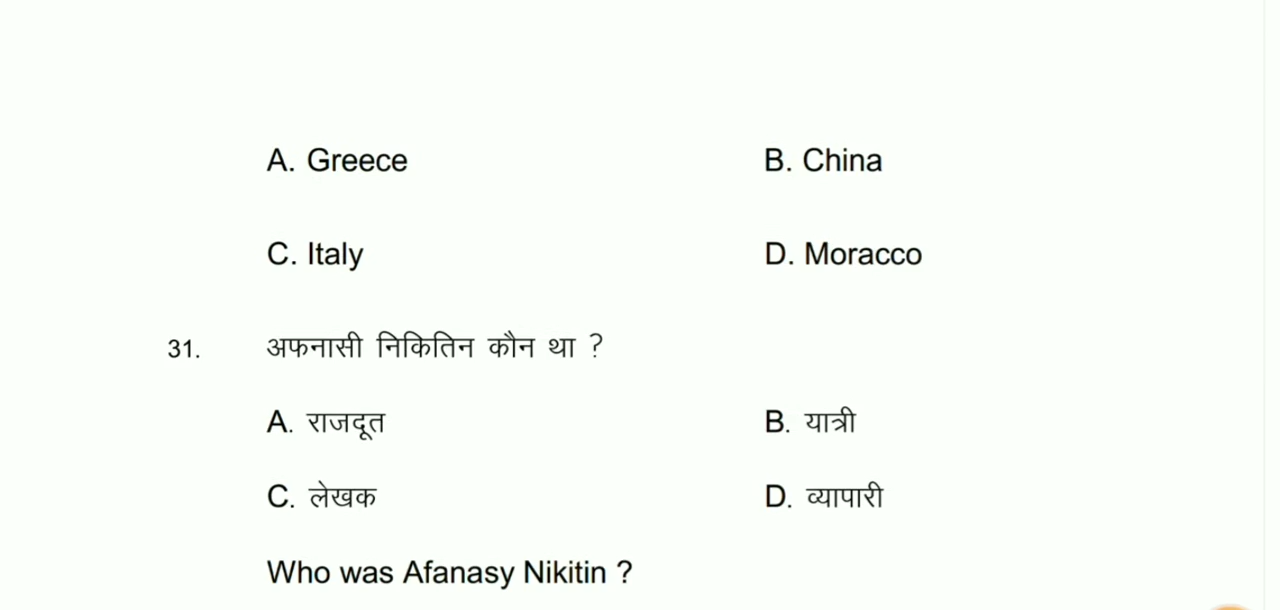 A. Greece B. China
C. Italy D. Moracco
31. अफनासी निकितिन कौन था ?
A. राजदूत B. यात्री
C. लेखक D. व्यापारी
Who was Afanasy Nikitin ?